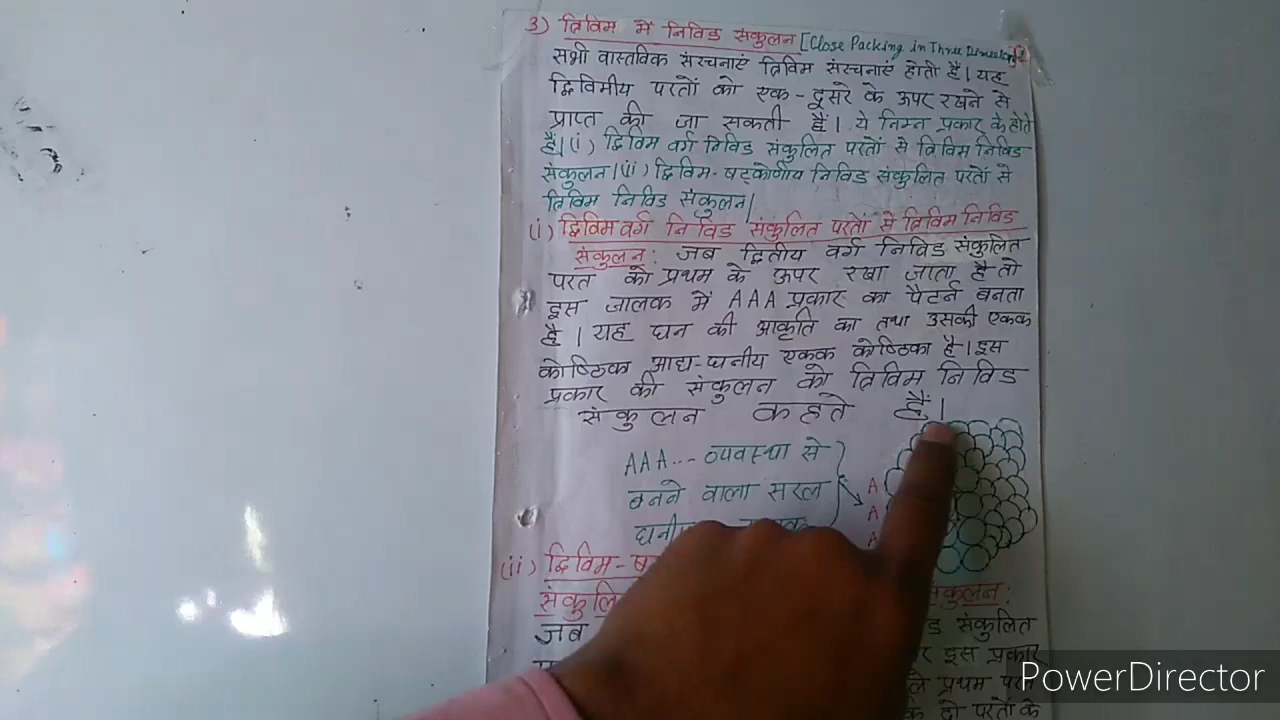 3) त्रिविम में निविड संकुलन [Close Packing in Three
सभी वास्तविक संरचनाएं त्रिविम संरचनाएं होती हैं। यह
द्विविमीय परतों को एक-दूसरे के ऊपर रखने से
प्राप्त की जा सकती हैं। ये निम्न प्रकार के होते
हैं। (i) द्विविम वर्ग निविड संकुलित परतों से त्रिविम निविड
संकुलन। (ii) द्विविम-षट्कोणीय निविड संकुलित परतों से
त्रिविम निविड संकुलन।
(i) द्विविम वर्ग निविड संकुलित परतों से त्रिविम निविड
संकुलन: जब द्वितीय वर्ग निविड संकुलित
परत को प्रथम के ऊपर रखा जाता है तो
इस जालक में AAA प्रकार का पैटर्न बनता
है। यह घन की आकृति का तथा उसकी एकक
कोष्ठिका आद्य-घनीय एकक कोष्ठिका है। इस
प्रकार की संकुलन को त्रिविम निविड
संकुलन कहते हैं।
AAA... व्यवस्था से
बनने वाला सरल
A
A
A
(ii) द्विविम-
जब
संकुलन:
संकुलित
इस प्रकार
प्रथम
दो परतों के
PowerDirector